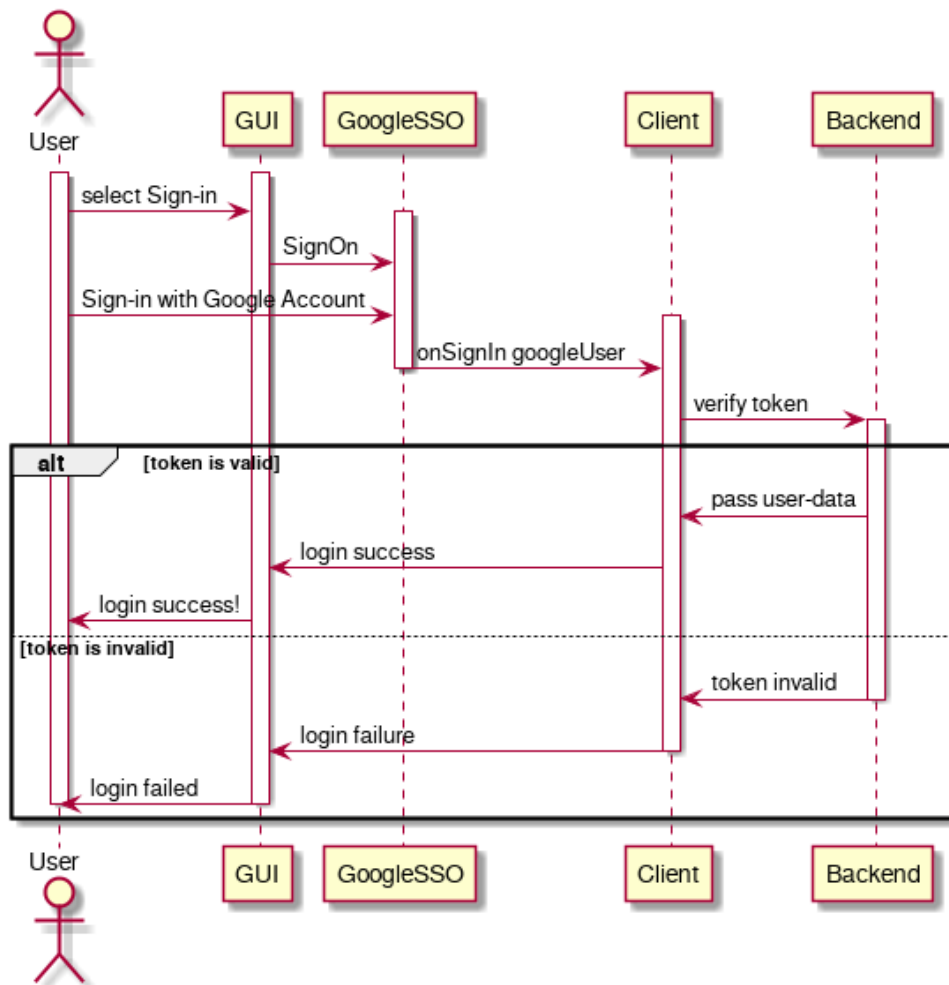 User
GUI
GoogleSSO
Client
Backend
select Sign-in
SignOn
Sign-in with Google Account
onSignIn googleUser
verify token
alt
[token is valid]
pass user-data
login success
login success!
[token is invalid]
token invalid
login failure
login failed
User
GUI
GoogleSSO
Client
Backend